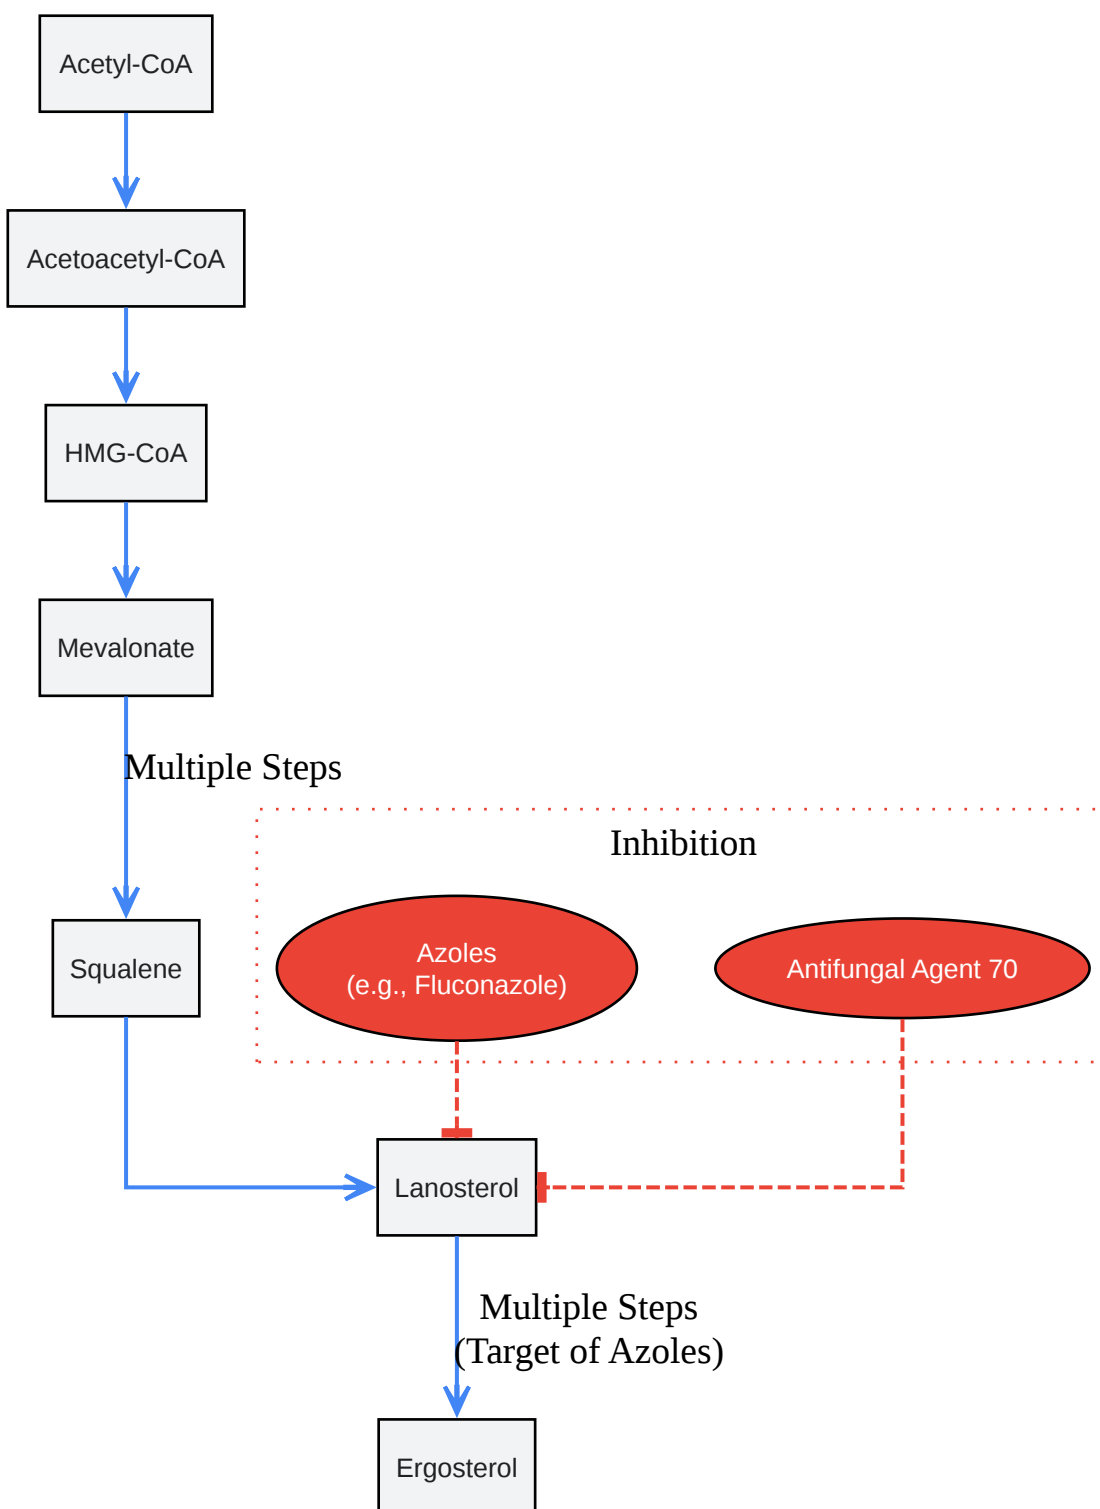 Acetyl-CoA
Acetoacetyl-CoA
HMG-CoA
Mevalonate
Multiple Steps
Inhibition
Squalene
Azoles
(e.g., Fluconazole)
Antifungal Agent 70
Lanosterol
Multiple Steps
(Target of Azoles)
Ergosterol